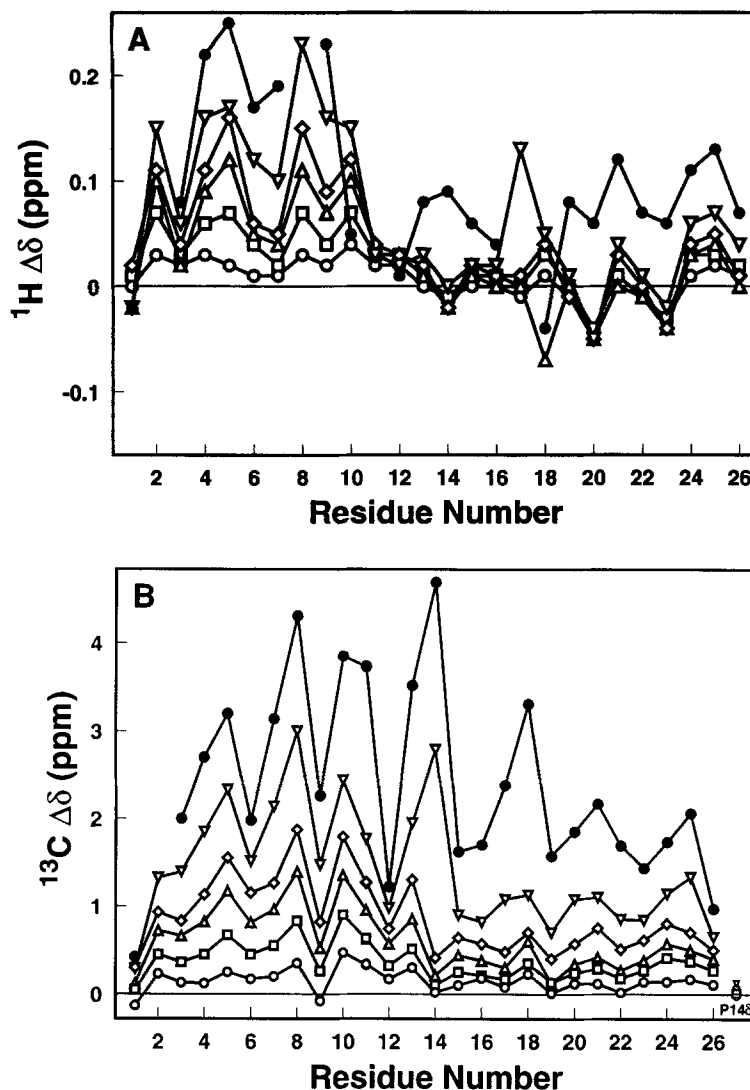 A
¹H Δδ (ppm)
0.2
0.1
0
-0.1
2 4 6 8 10 12 14 16 18 20 22 24 26
Residue Number
B
¹³C Δδ (ppm)
4
3
2
1
0
P14δ
2 4 6 8 10 12 14 16 18 20 22 24 26
Residue Number